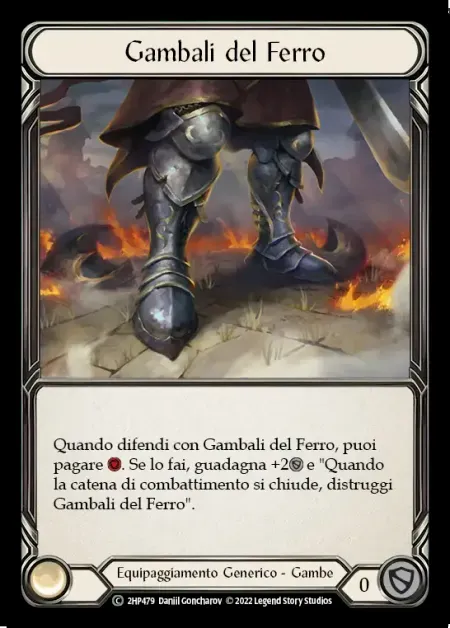 Gambali del Ferro
Quando difendi con Gambali del Ferro, puoi
pagare . Se lo fai, guadagna +2 e "Quando
la catena di combattimento si chiude, distruggi
Gambali del Ferro".
Equipaggiamento Generico - Gambe
0
C 2HP479 Daniil Goncharov © 2022 Legend Story Studios